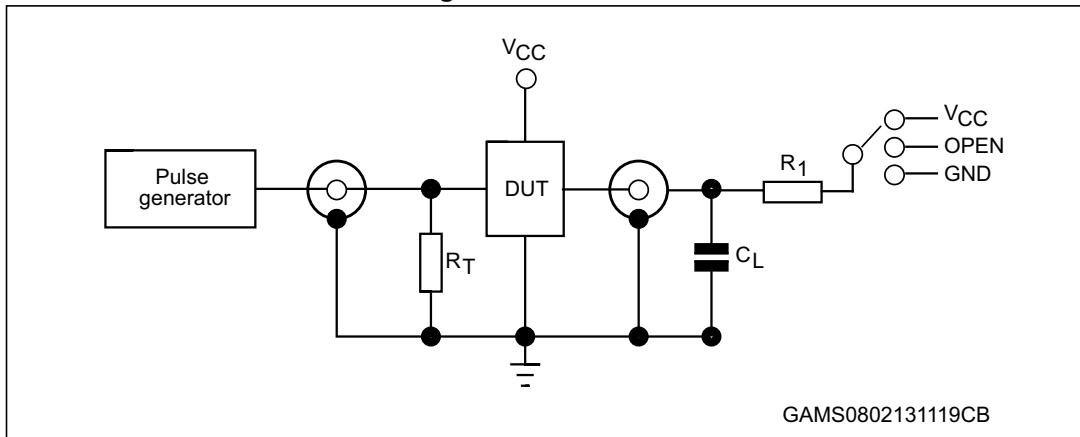 VCC
Pulse
generator
RT
DUT
CL
R1
VCC
OPEN
GND
GAMS0802131119CB